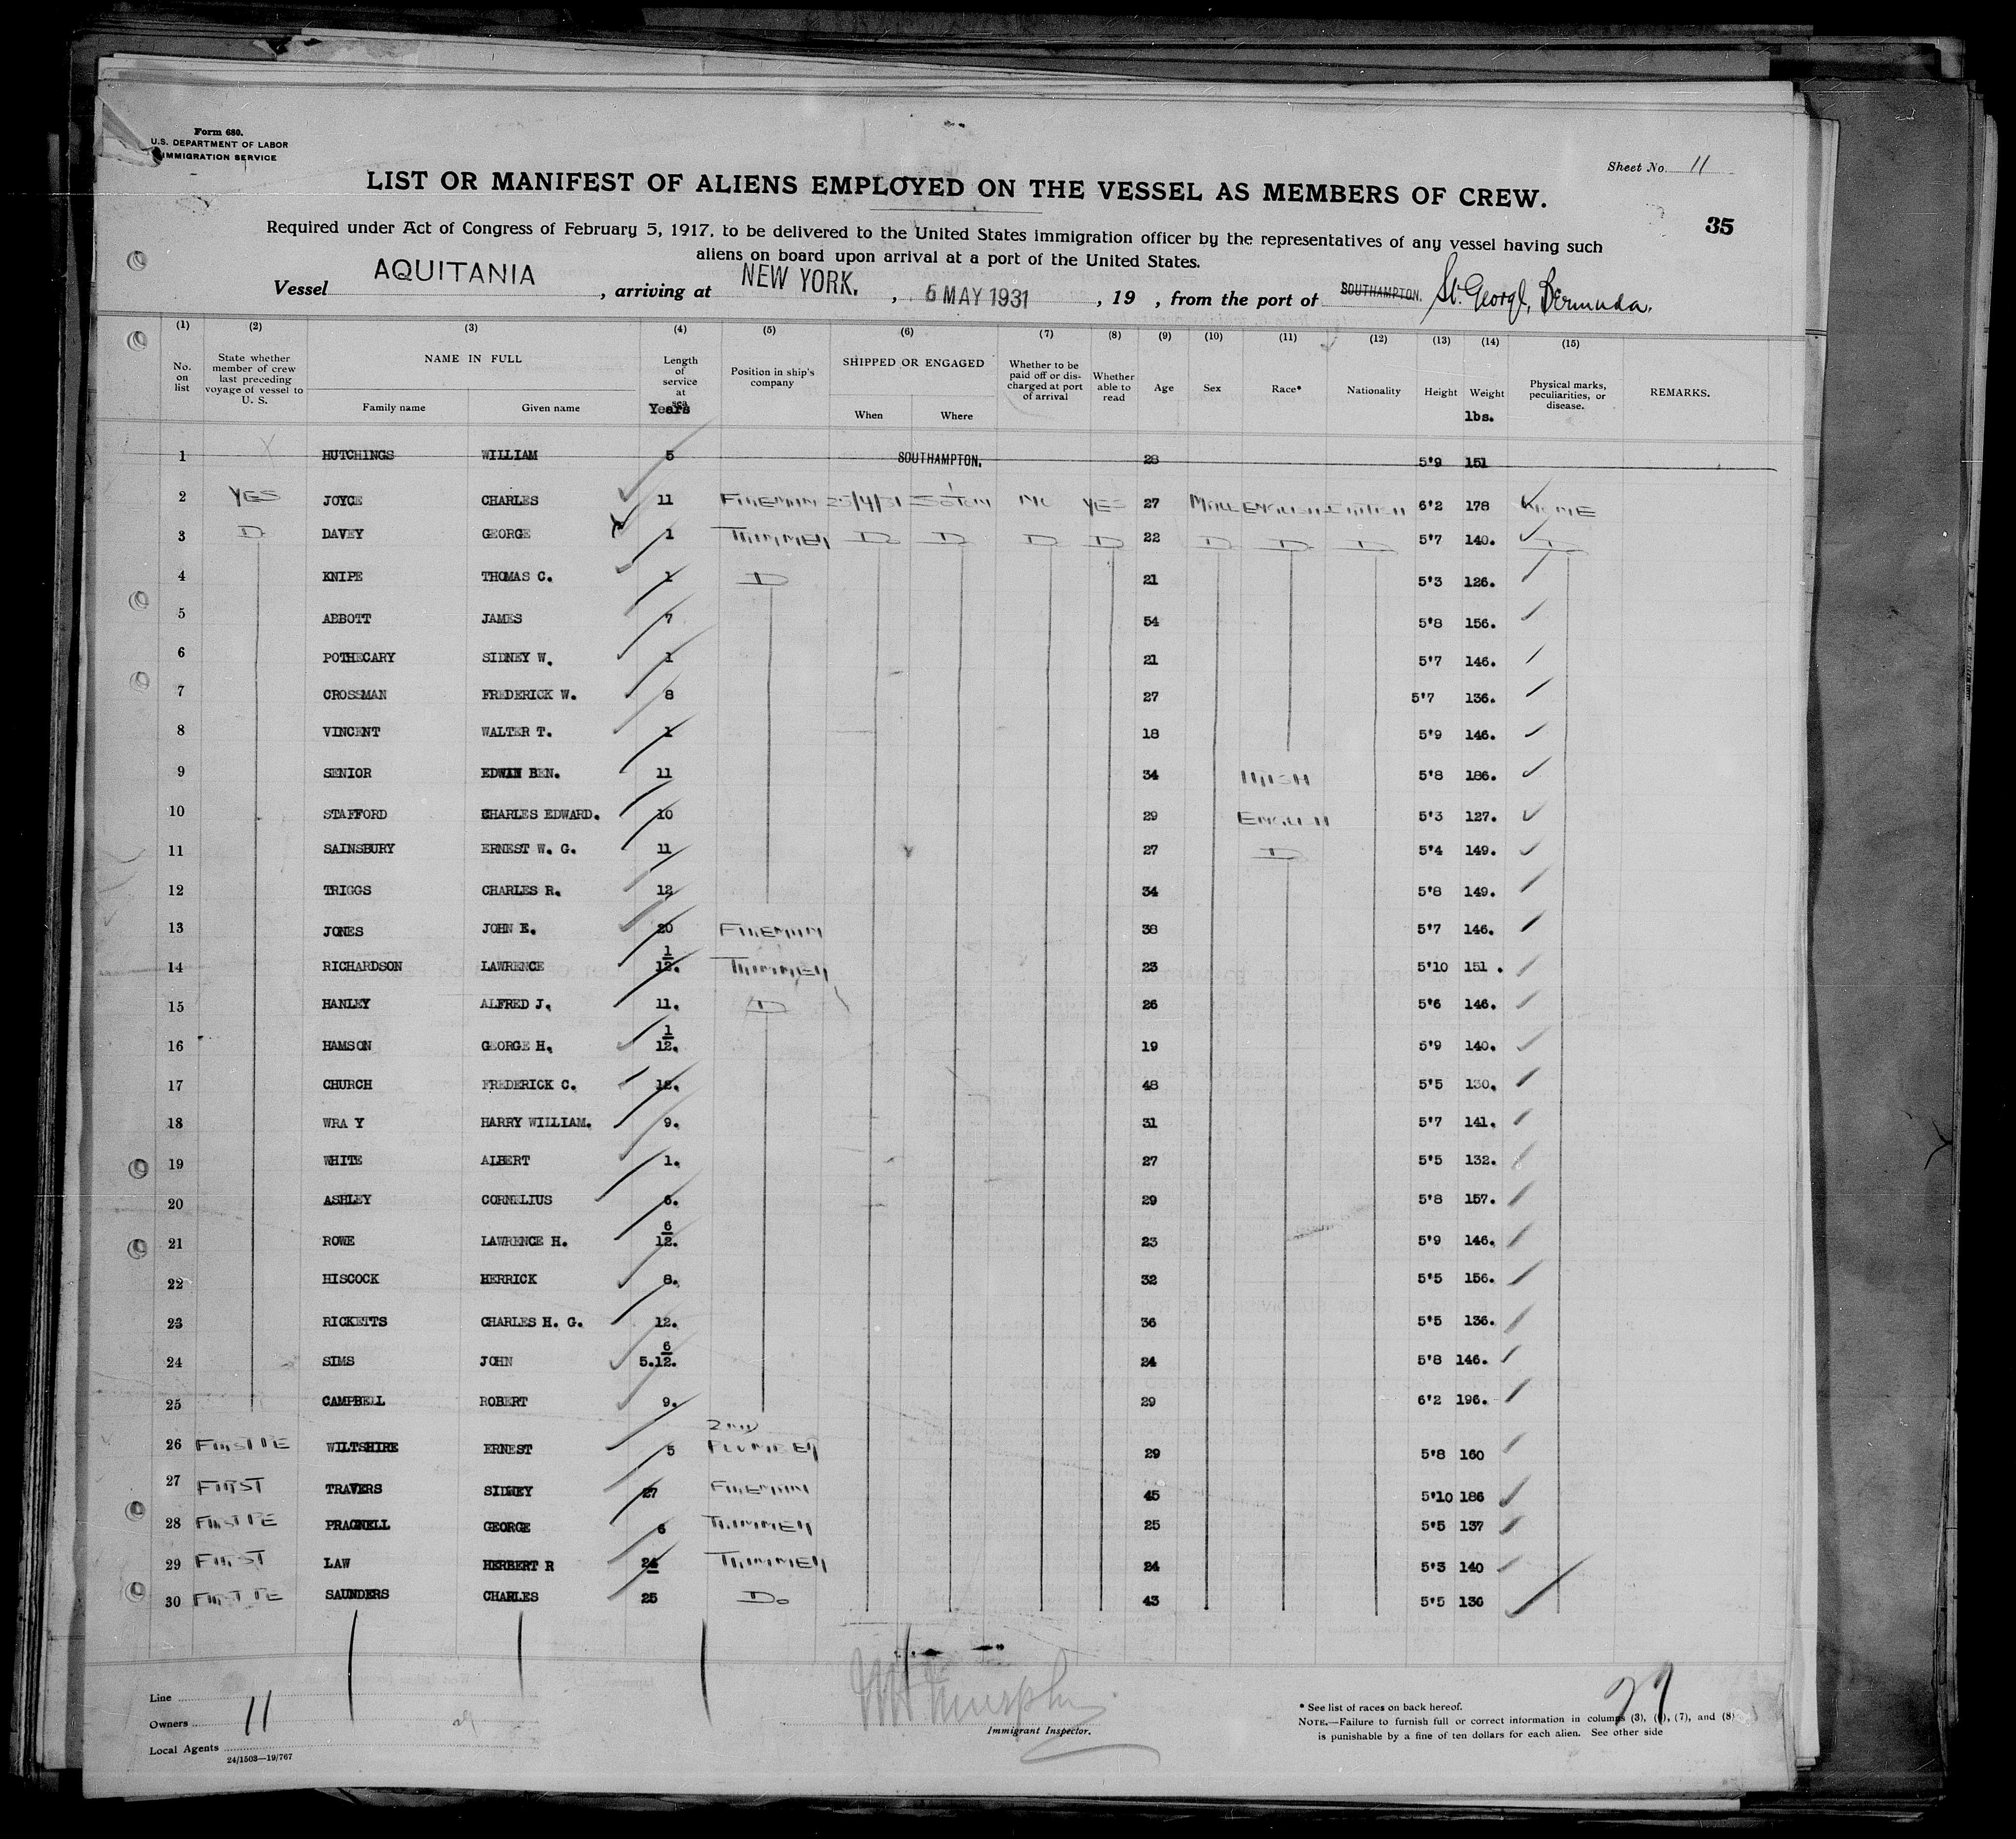 Form 680.
U.S. DEPARTMENT OF LABOR
IMMIGRATION SERVICE
Sheet No. 11
LIST OR MANIFEST OF ALIENS EMPLOYED ON THE VESSEL AS MEMBERS OF CREW.
35
Required under Act of Congress of February 5, 1917, to be delivered to the United States immigration officer by the representatives of any vessel having such
aliens on board upon arrival at a port of the United States.
Vessel AQUITANIA, arriving at NEW YORK., 6 MAY 1931, 19 , from the port of SOUTHAMPTON. St. George, Bermuda.
(1) (2) (3) (4) (5) (6) (7) (8) (9) (10) (11) (12) (13) (14) (15)
No. on list
State whether member of crew last preceding voyage of vessel to U. S.
NAME IN FULL
Family name
Given name
Length of service at sea
Years
Position in ship's company
SHIPPED OR ENGAGED
When
Where
Whether to be paid off or discharged at port of arrival
Whether able to read
Age
Sex
Race*
Nationality
Height
Weight
lbs.
Physical marks, peculiarities, or disease.
REMARKS.
1 HUTCHINGS WILLIAM 5 SOUTHAMPTON. 28 5'9 151
2 YES JOYCE CHARLES 11 FIREMAN 25/4/31 SOTON NO YES 27 MALE ENGLISH BRITISH 6'2 178 NONE
3 D DAVEY GEORGE 1 TRIMMER D D D D 22 D D D 5'7 140. D
4 KNIPE THOMAS C. 1 D 21 5'3 126.
5 ABBOTT JAMES 7 54 5'8 156.
6 POTHECARY SIDNEY W. 1 21 5'7 146.
7 CROSSMAN FREDERICK W. 8 27 5'7 136.
8 VINCENT WALTER T. 1 18 5'9 146.
9 SENIOR EDWIN BEN. 11 34 IRISH 5'8 186.
10 STAFFORD CHARLES EDWARD. 10 29 ENGLISH 5'3 127.
11 SAINSBURY ERNEST W. G. 11 27 D 5'4 149.
12 TRIGGS CHARLES R. 12 34 5'8 149.
13 JONES JOHN E. 20 FIREMAN 38 5'7 146.
14 RICHARDSON LAWRENCE 1/12. TRIMMER 23 5'10 151.
15 HANLEY ALFRED J. 11. D 26 5'6 146.
16 HAMSON GEORGE H. 1/12. 19 5'9 140.
17 CHURCH FREDERICK C. 12. 48 5'5 130.
18 WRA Y HARRY WILLIAM. 9. 31 5'7 141.
19 WHITE ALBERT 1. 27 5'5 132.
20 ASHLEY CORNELIUS 6. 29 5'8 157.
21 ROWE LAWRENCE H. 6/12. 23 5'9 146.
22 HISCOCK HERRICK 8. 32 5'5 156.
23 RICKETTS CHARLES H. G. 12. 36 5'5 136.
24 SIMS JOHN 5.6/12. 24 5'8 146.
25 CAMPBELL ROBERT 9. 29 6'2 196.
26 FIRST RE WILTSHIRE ERNEST 5 2ND PLUMBER 29 5'8 160
27 FIRST TRAVERS SIDNEY 27 FIREMAN 45 5'10 186
28 FIRST RE PRAGNELL GEORGE 6 TRIMMER 25 5'5 137
29 FIRST LAW HERBERT R TRIMMER 24 5'3 140
30 FIRST RE SAUNDERS CHARLES 25 Do 43 5'5 136
Line
Owners 11
Local Agents
24/1503—19/767
Immigrant Inspector.
* See list of races on back hereof.
NOTE.—Failure to furnish full or correct information in columns (3), (6), (7), and (8)
is punishable by a fine of ten dollars for each alien. See other side